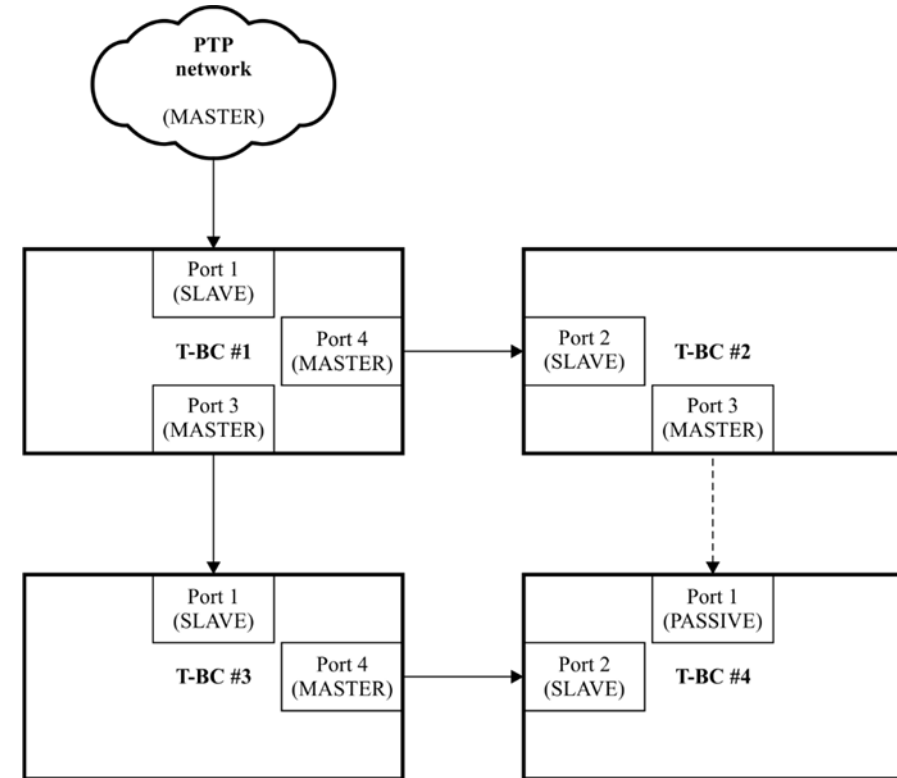 PTP
network
(MASTER)
Port 1
(SLAVE)
T-BC #1
Port 4
(MASTER)
Port 3
(MASTER)
Port 2
(SLAVE)
T-BC #2
Port 3
(MASTER)
Port 1
(SLAVE)
T-BC #3
Port 4
(MASTER)
Port 1
(PASSIVE)
Port 2
(SLAVE)
T-BC #4